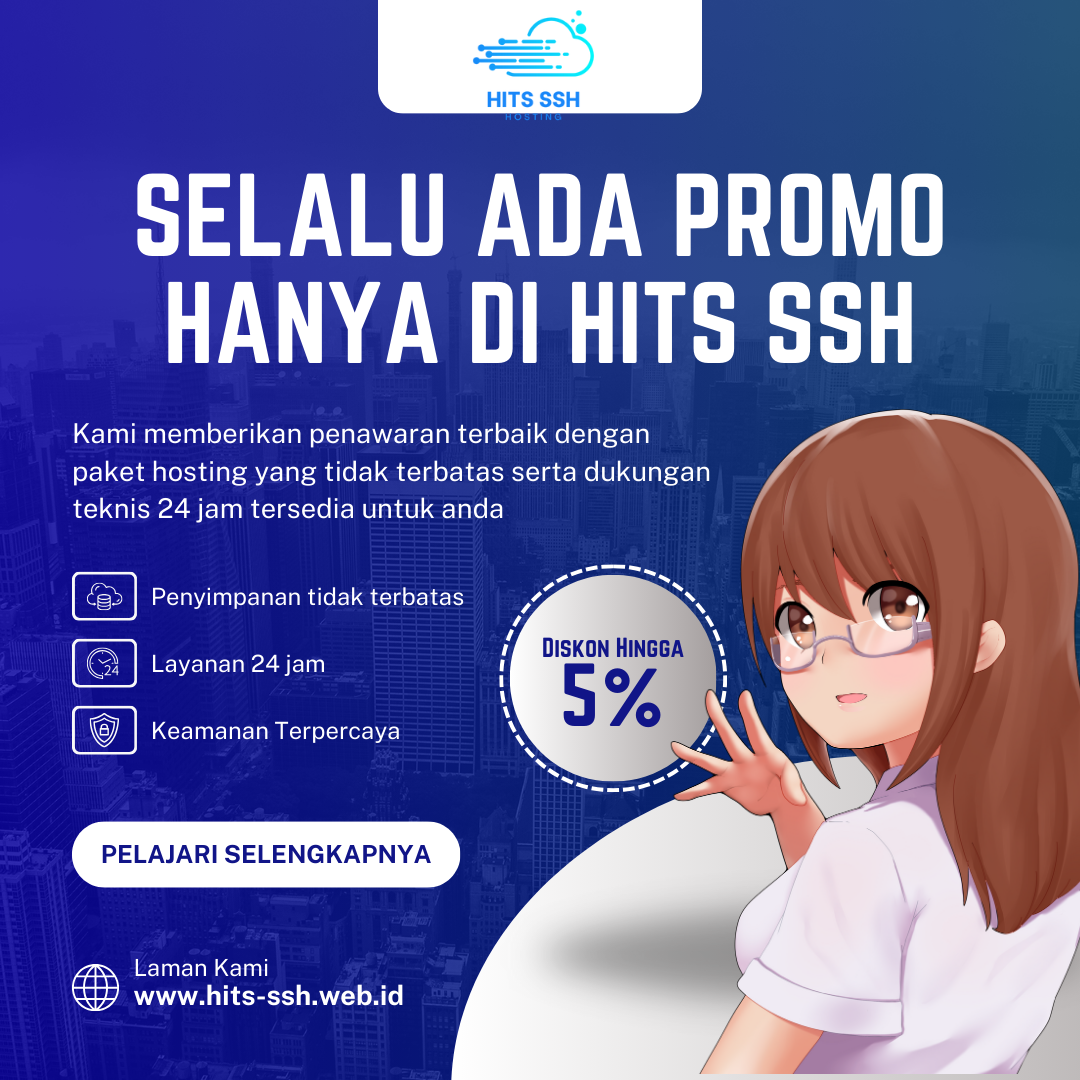 HITS SSH
HOSTING
SELALU ADA PROMO
HANYA DI HITS SSH
Kami memberikan penawaran terbaik dengan
paket hosting yang tidak terbatas serta dukungan
teknis 24 jam tersedia untuk anda
Penyimpanan tidak terbatas
24
Layanan 24 jam
Keamanan Terpercaya
Diskon Hingga
5%
PELAJARI SELENGKAPNYA
Laman Kami
www.hits-ssh.web.id